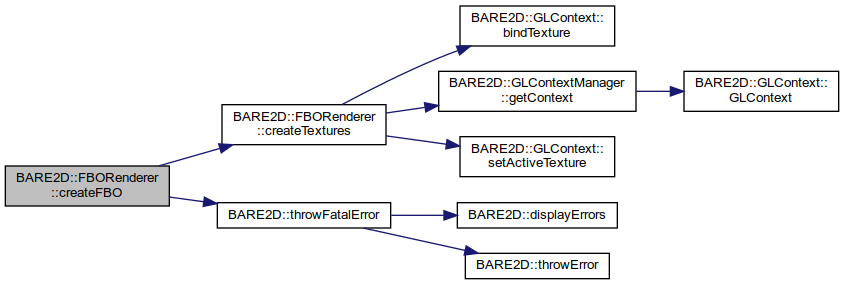 BARE2D::FBORenderer
::createFBO
BARE2D::FBORenderer
::createTextures
BARE2D::GLContext::
bindTexture
BARE2D::GLContextManager
::getContext
BARE2D::GLContext::
GLContext
BARE2D::GLContext::
setActiveTexture
BARE2D::throwFatalError
BARE2D::displayErrors
BARE2D::throwError